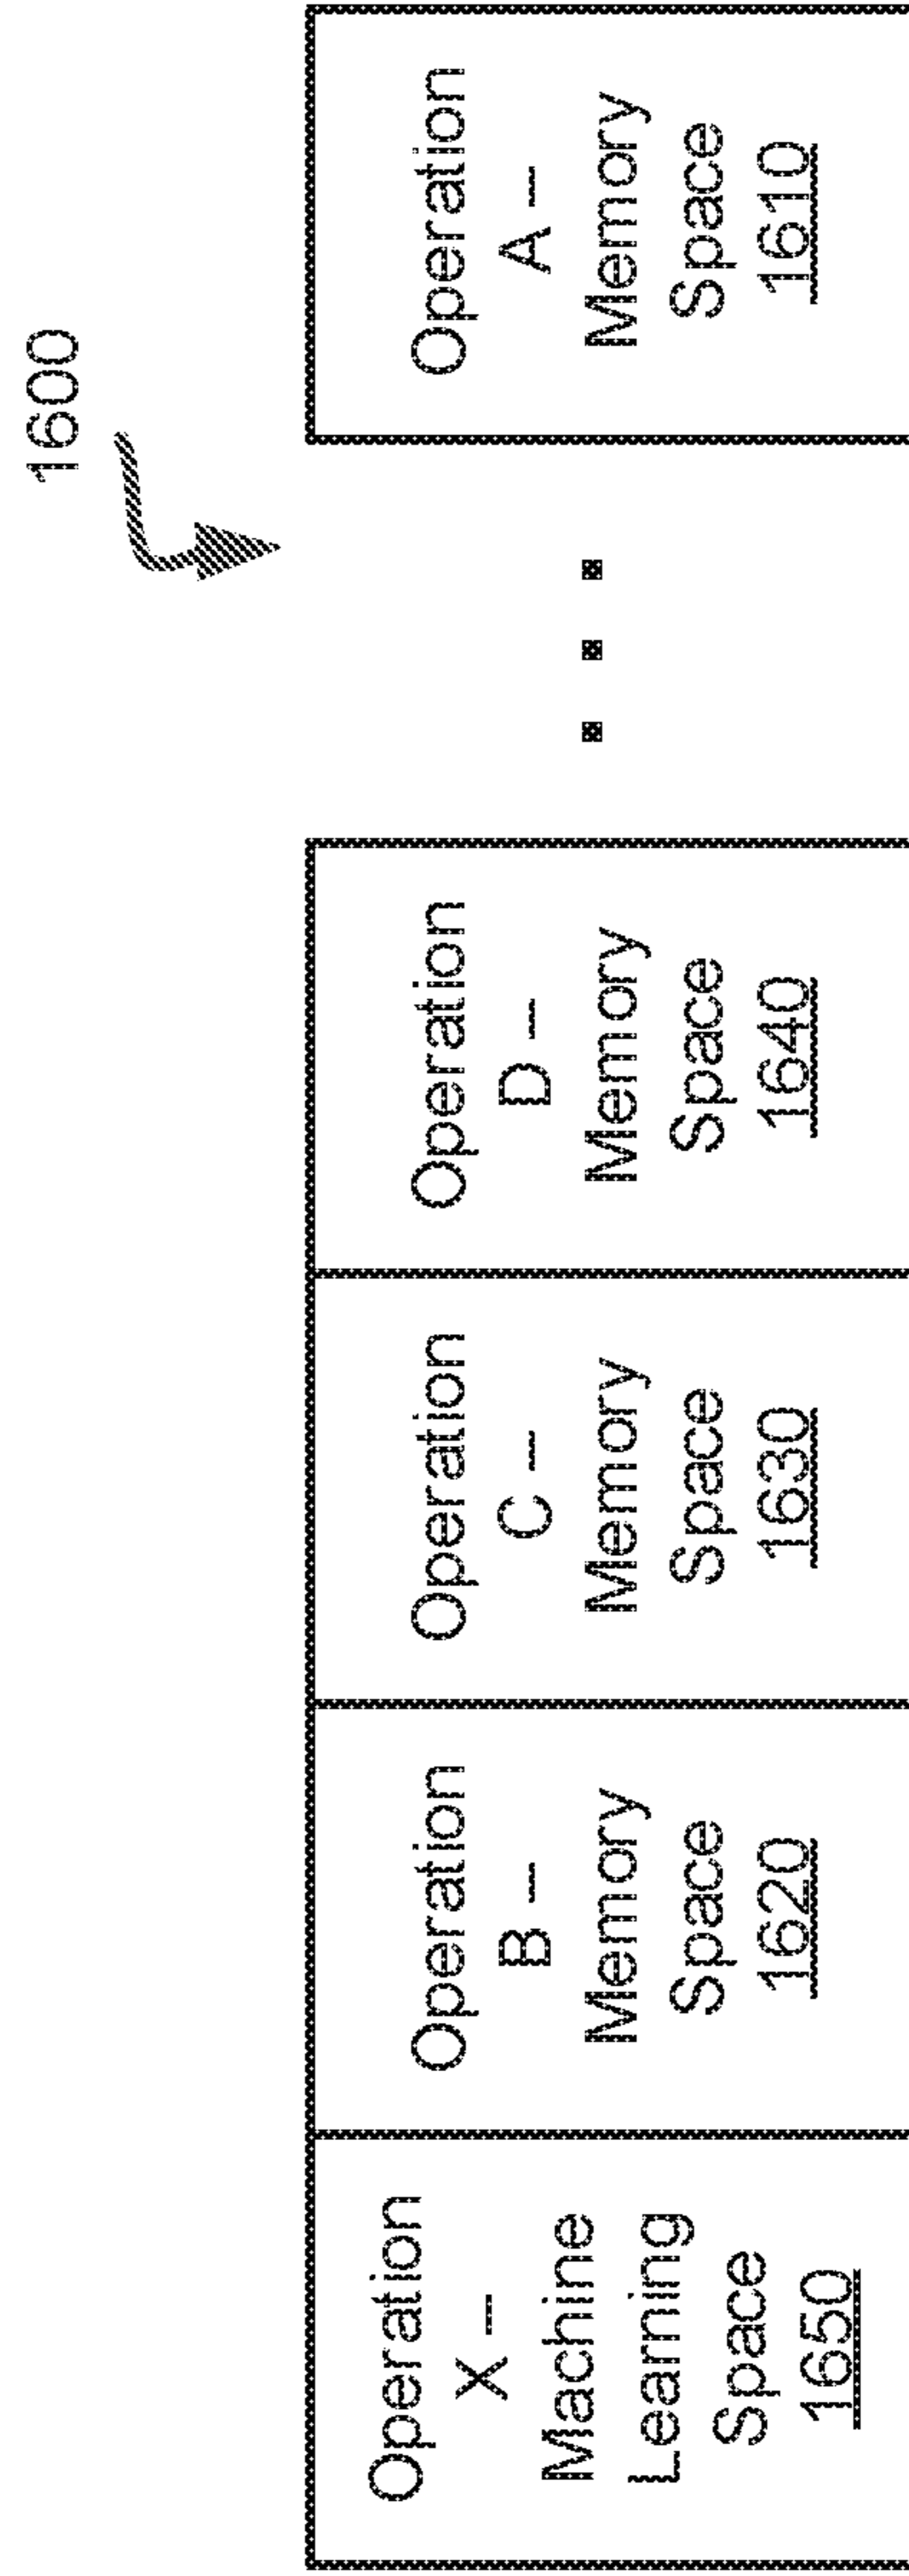 1600
Operation
X –
Machine
Learning
Space
1650
Operation
B –
Memory
Space
1620
Operation
C –
Memory
Space
1630
Operation
D –
Memory
Space
1640
Operation
A –
Memory
Space
1610